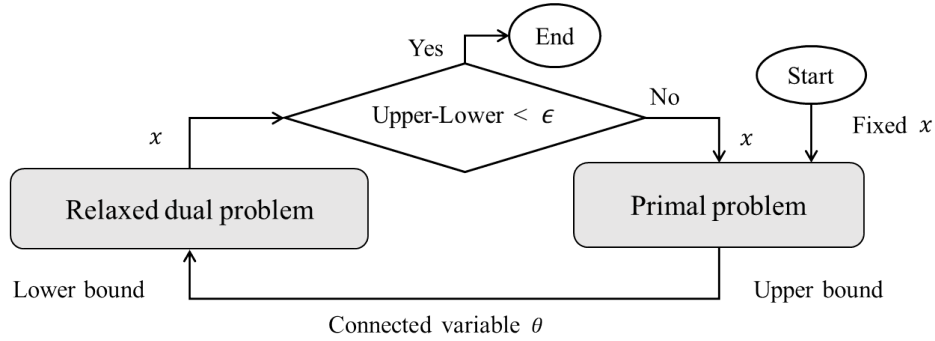 End
Yes
Start
Upper-Lower < ϵ
No
Fixed x
x
x
Relaxed dual problem
Primal problem
Lower bound
Upper bound
Connected variable θ